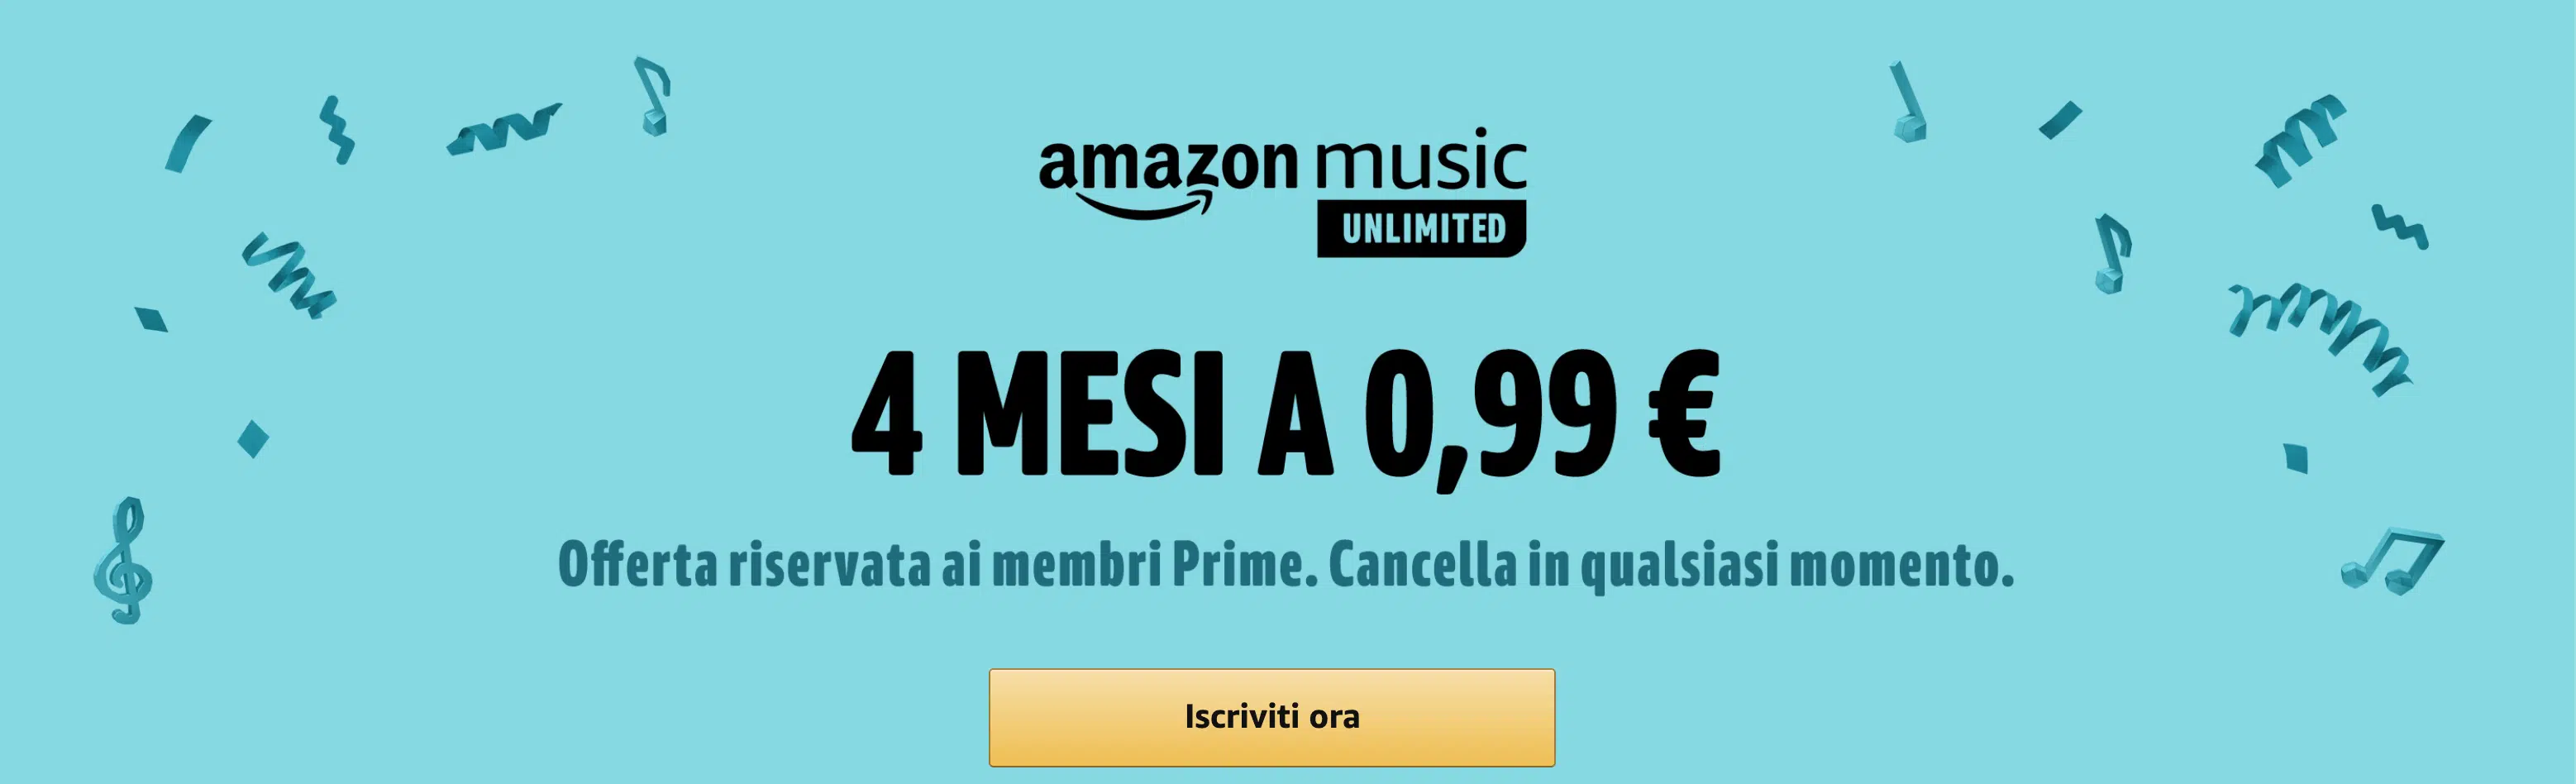 amazon music
UNLIMITED
4 MESI A 0,99 €
Offerta riservata ai membri Prime. Cancella in qualsiasi momento.
Iscriviti ora